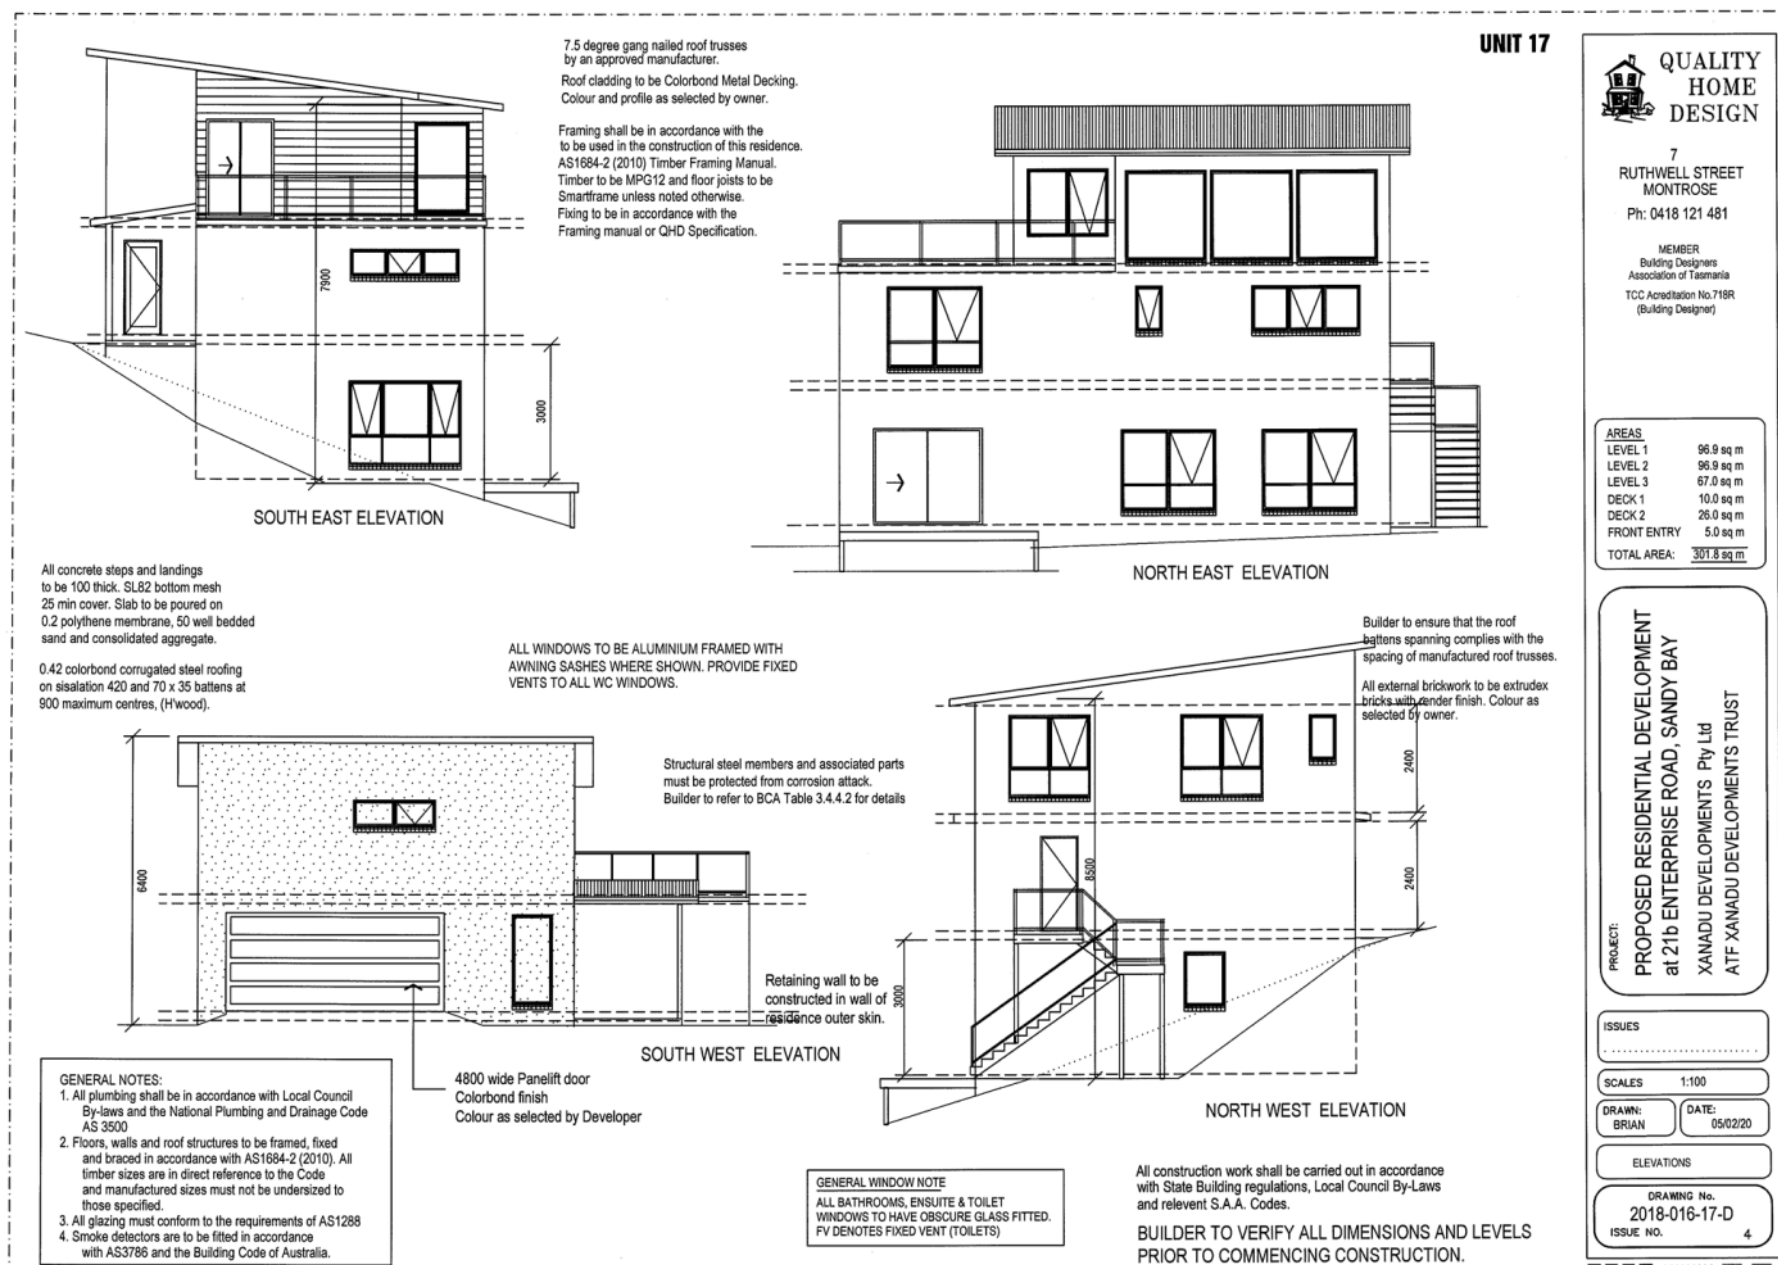 UNIT 17
7.5 degree gang nailed roof trusses
by an approved manufacturer.
Roof cladding to be Colorbond Metal Decking.
Colour and profile as selected by owner.
Framing shall be in accordance with the
to be used in the construction of this residence.
AS1684-2 (2010) Timber Framing Manual.
Timber to be MPG12 and floor joists to be
Smartframe unless noted otherwise.
Fixing to be in accordance with the
Framing manual or QHD Specification.
7900
3000
SOUTH EAST ELEVATION
NORTH EAST ELEVATION
All concrete steps and landings
to be 100 thick. SL82 bottom mesh
25 min cover. Slab to be poured on
0.2 polythene membrane, 50 well bedded
sand and consolidated aggregate.
0.42 colorbond corrugated steel roofing
on sisalation 420 and 70 x 35 battens at
900 maximum centres, (H'wood).
ALL WINDOWS TO BE ALUMINIUM FRAMED WITH
AWNING SASHES WHERE SHOWN. PROVIDE FIXED
VENTS TO ALL WC WINDOWS.
Builder to ensure that the roof
battens spanning complies with the
spacing of manufactured roof trusses.
All external brickwork to be extrudex
bricks with render finish. Colour as
selected by owner.
Structural steel members and associated parts
must be protected from corrosion attack.
Builder to refer to BCA Table 3.4.4.2 for details
6400
Retaining wall to be
constructed in wall of
residence outer skin.
SOUTH WEST ELEVATION
4800 wide Panelift door
Colorbond finish
Colour as selected by Developer
8500
2400
2400
3000
NORTH WEST ELEVATION
GENERAL NOTES:
1. All plumbing shall be in accordance with Local Council
By-laws and the National Plumbing and Drainage Code
AS 3500
2. Floors, walls and roof structures to be framed, fixed
and braced in accordance with AS1684-2 (2010). All
timber sizes are in direct reference to the Code
and manufactured sizes must not be undersized to
those specified.
3. All glazing must conform to the requirements of AS1288
4. Smoke detectors are to be fitted in accordance
with AS3786 and the Building Code of Australia.
GENERAL WINDOW NOTE
ALL BATHROOMS, ENSUITE & TOILET
WINDOWS TO HAVE OBSCURE GLASS FITTED.
FV DENOTES FIXED VENT (TOILETS)
All construction work shall be carried out in accordance
with State Building regulations, Local Council By-Laws
and relevent S.A.A. Codes.
BUILDER TO VERIFY ALL DIMENSIONS AND LEVELS
PRIOR TO COMMENCING CONSTRUCTION.
QUALITY
HOME
DESIGN
7
RUTHWELL STREET
MONTROSE
Ph: 0418 121 481
MEMBER
Building Designers
Association of Tasmania
TCC Acreditation No.718R
(Building Designer)
AREAS
LEVEL 1 96.9 sq m
LEVEL 2 96.9 sq m
LEVEL 3 67.0 sq m
DECK 1 10.0 sq m
DECK 2 26.0 sq m
FRONT ENTRY 5.0 sq m
TOTAL AREA: 301.8 sq m
PROJECT:
PROPOSED RESIDENTIAL DEVELOPMENT
at 21b ENTERPRISE ROAD, SANDY BAY
XANADU DEVELOPMENTS Pty Ltd
ATF XANADU DEVELOPMENTS TRUST
ISSUES
SCALES 1:100
DRAWN: BRIAN
DATE: 05/02/20
ELEVATIONS
DRAWING No.
2018-016-17-D
ISSUE NO. 4